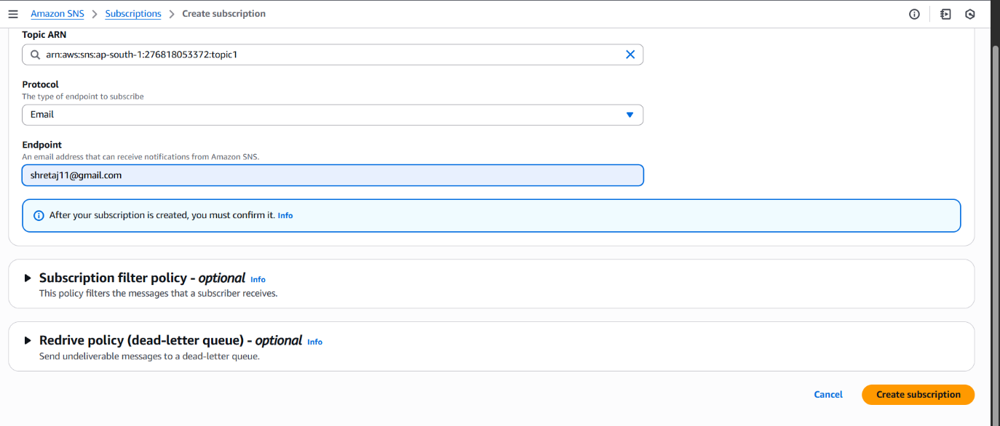 Amazon SNS > Subscriptions > Create subscription
Topic ARN
arn:aws:sns:ap-south-1:276818053372:topic1
Protocol
The type of endpoint to subscribe
Email
Endpoint
An email address that can receive notifications from Amazon SNS.
shretaj11@gmail.com
After your subscription is created, you must confirm it. Info
Subscription filter policy - optional Info
This policy filters the messages that a subscriber receives.
Redrive policy (dead-letter queue) - optional Info
Send undeliverable messages to a dead-letter queue.
Cancel Create subscription